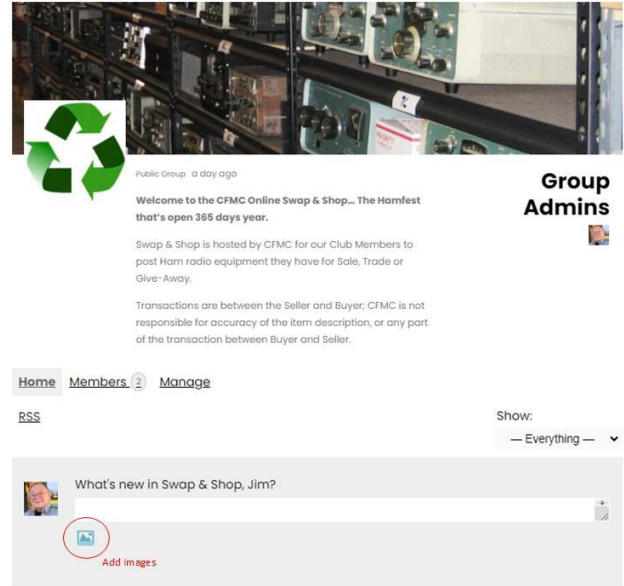 Public Group a day ago
Welcome to the CFMC Online Swap & Shop... The Hamfest
that's open 365 days year.
Group
Admins
Swap & Shop is hosted by CFMC for our Club Members to
post Ham radio equipment they have for Sale, Trade or
Give-Away.
Transactions are between the Seller and Buyer; CFMC is not
responsible for accuracy of the item description, or any part
of the transaction between Buyer and Seller.
Home Members 2 Manage
RSS
Show:
— Everything —
What's new in Swap & Shop, Jim?
Add Images